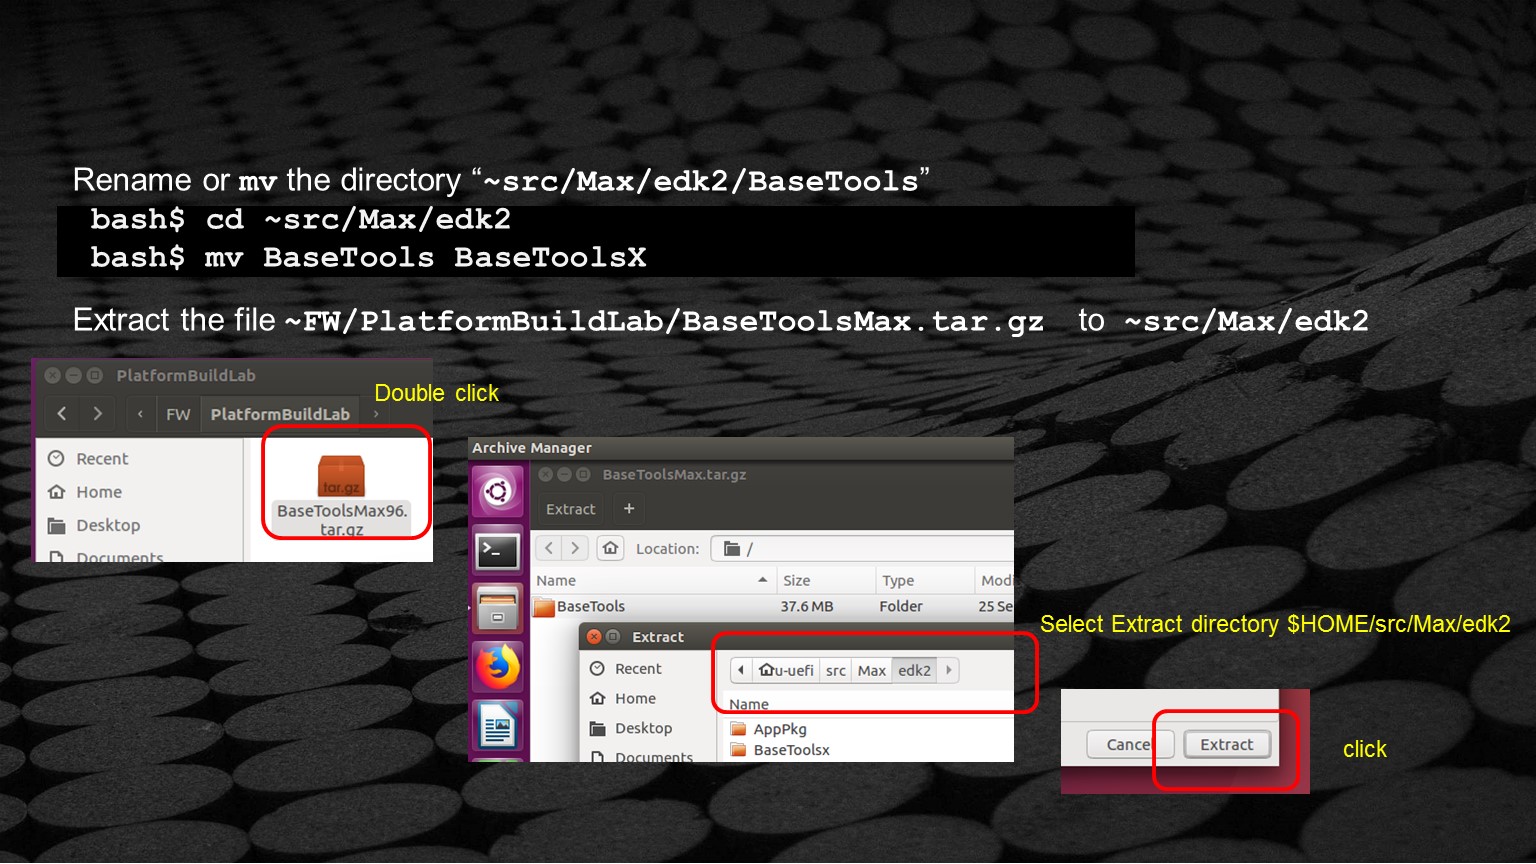 Rename or mv the directory “~src/Max/edk2/BaseTools”
bash$ cd ~src/Max/edk2
bash$ mv BaseTools BaseToolsX
Extract the file ~FW/PlatformBuildLab/BaseToolsMax.tar.gz to ~src/Max/edk2
PlatformBuildLab
Double click
FW PlatformBuildLab
Recent
Home
Desktop
Documents
tar.gz
BaseToolsMax96.
tar.gz
Archive Manager
BaseToolsMax.tar.gz
Extract +
Location: /
Name Size Type Modi
BaseTools 37.6 MB Folder 25 Se
Extract
Recent
Home
Desktop
Documents
u-uefi src Max edk2
Name
AppPkg
BaseToolsx
Select Extract directory $HOME/src/Max/edk2
Cancel Extract
click